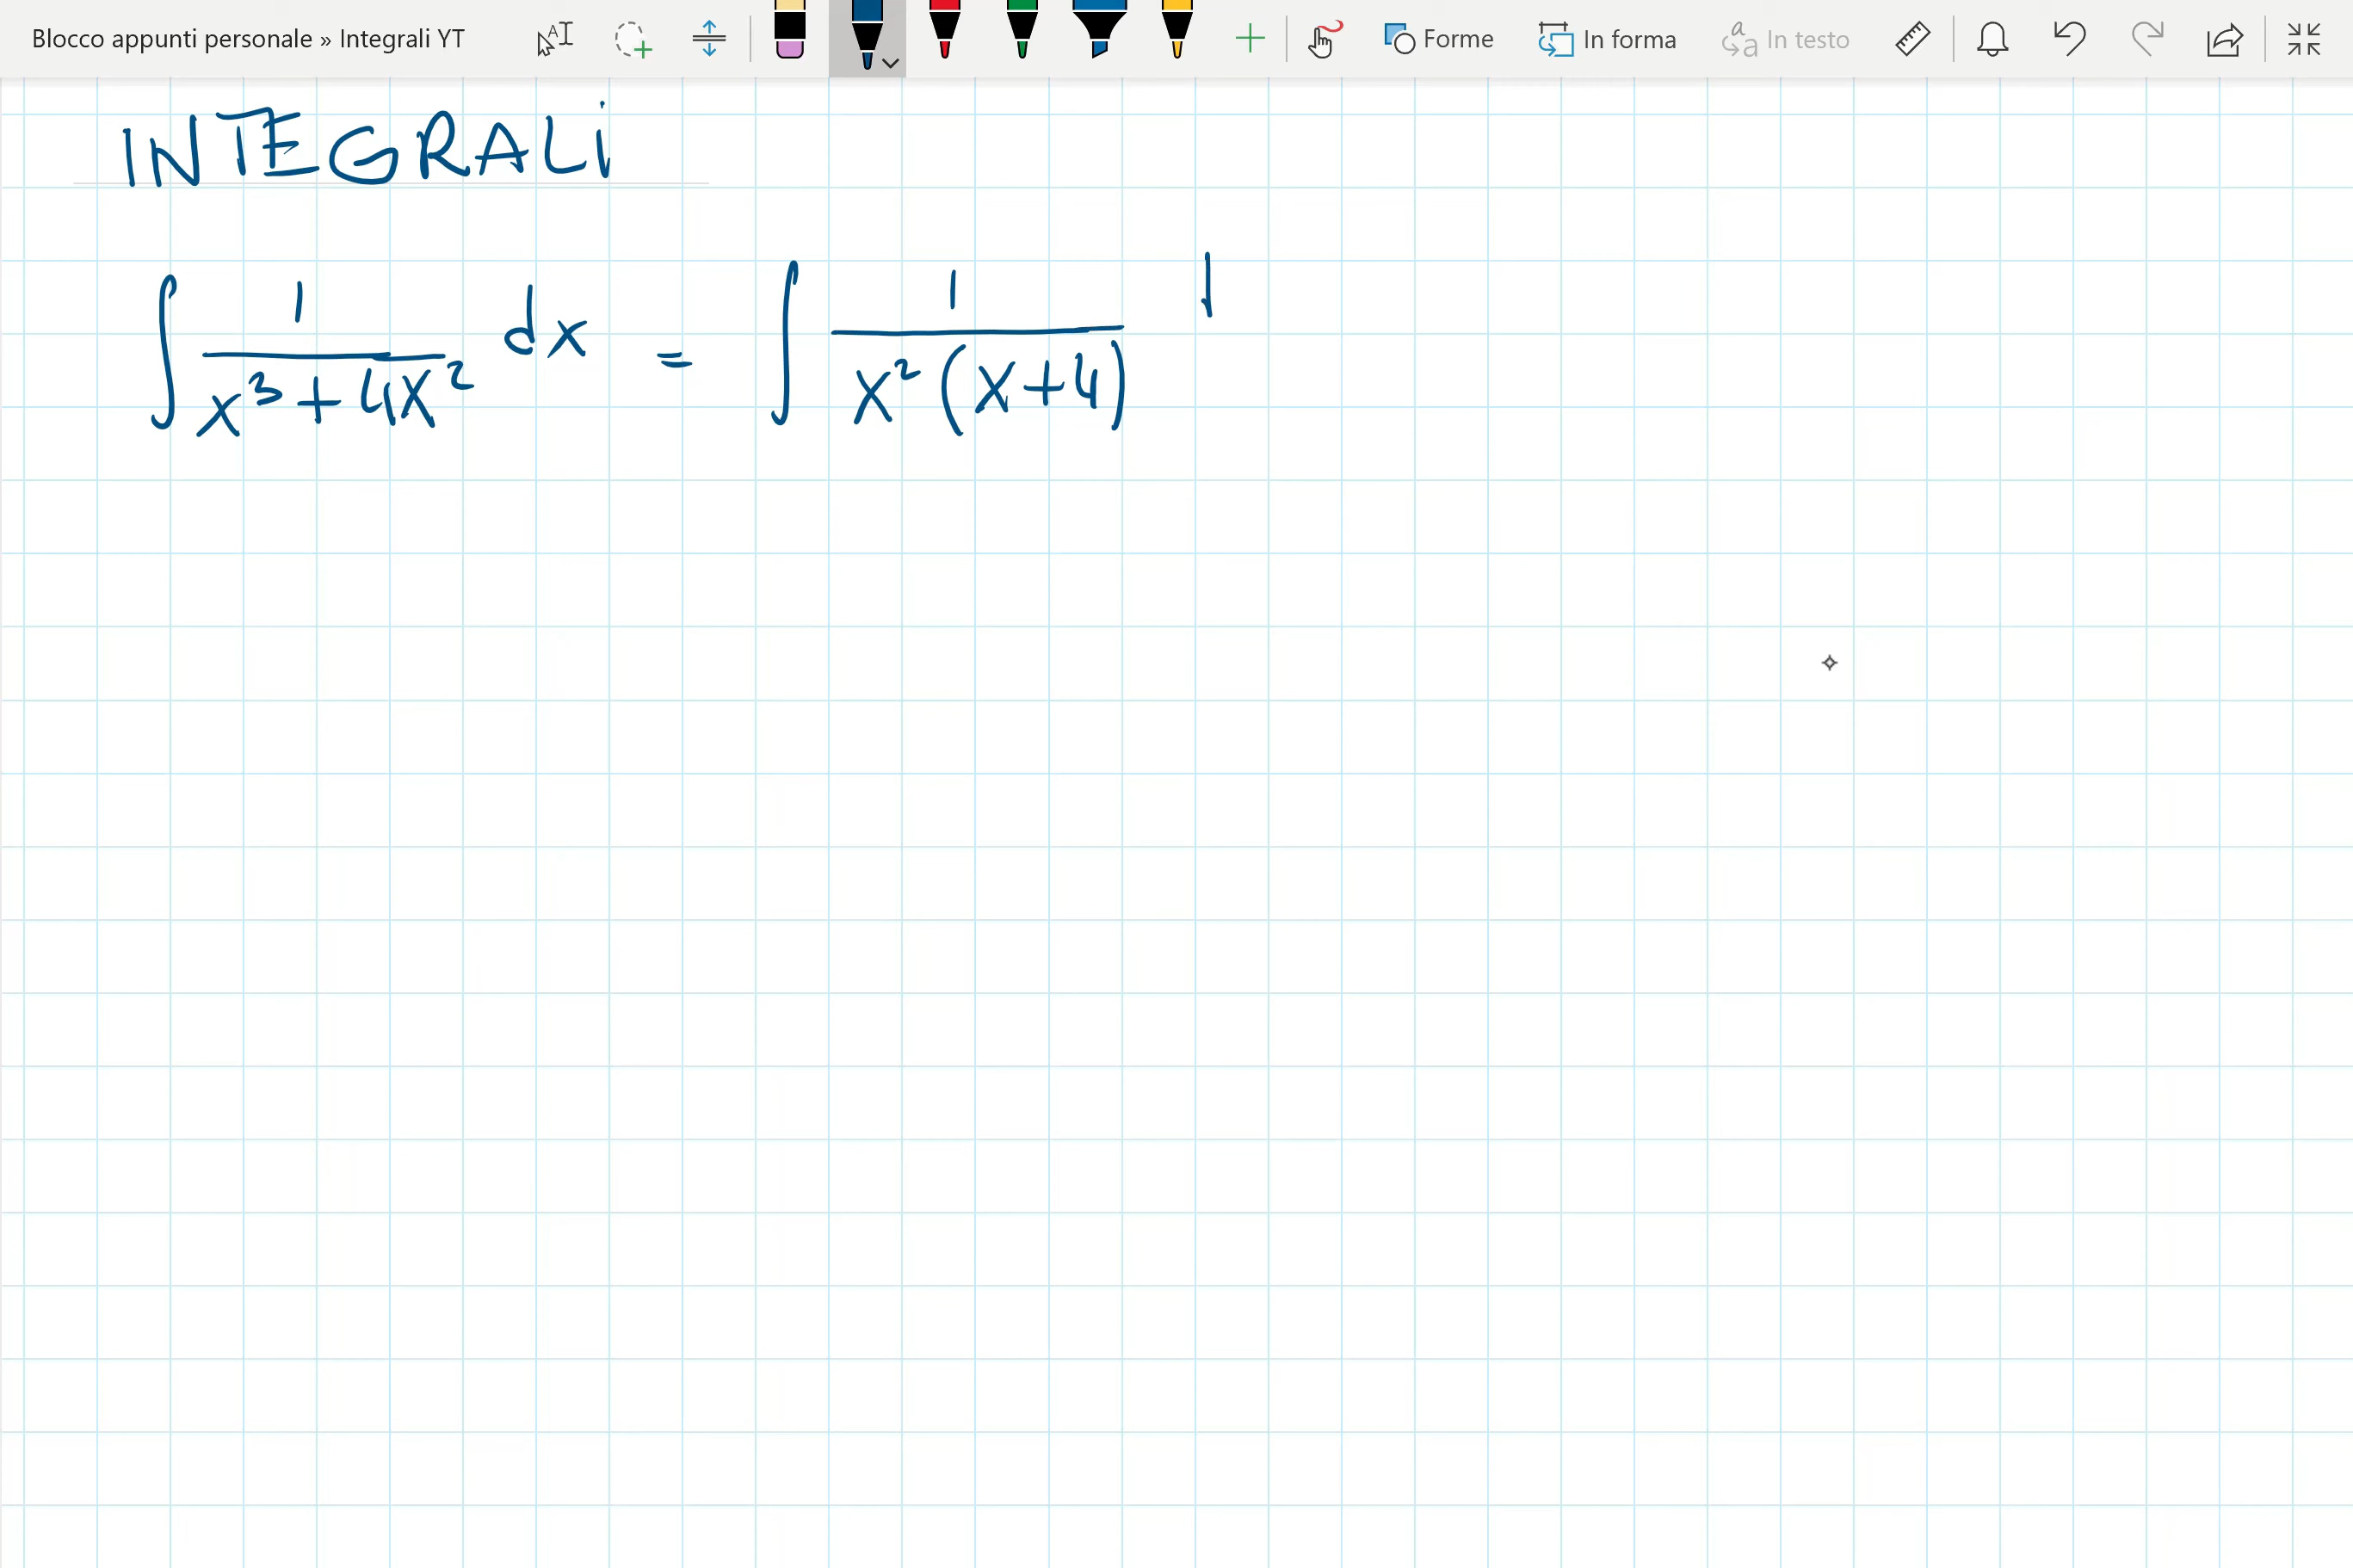 Blocco appunti personale » Integrali YT Forme In forma In testo
INTEGRALi
∫ 1/(x³+4x²) dx = ∫ 1/(x²(x+4))